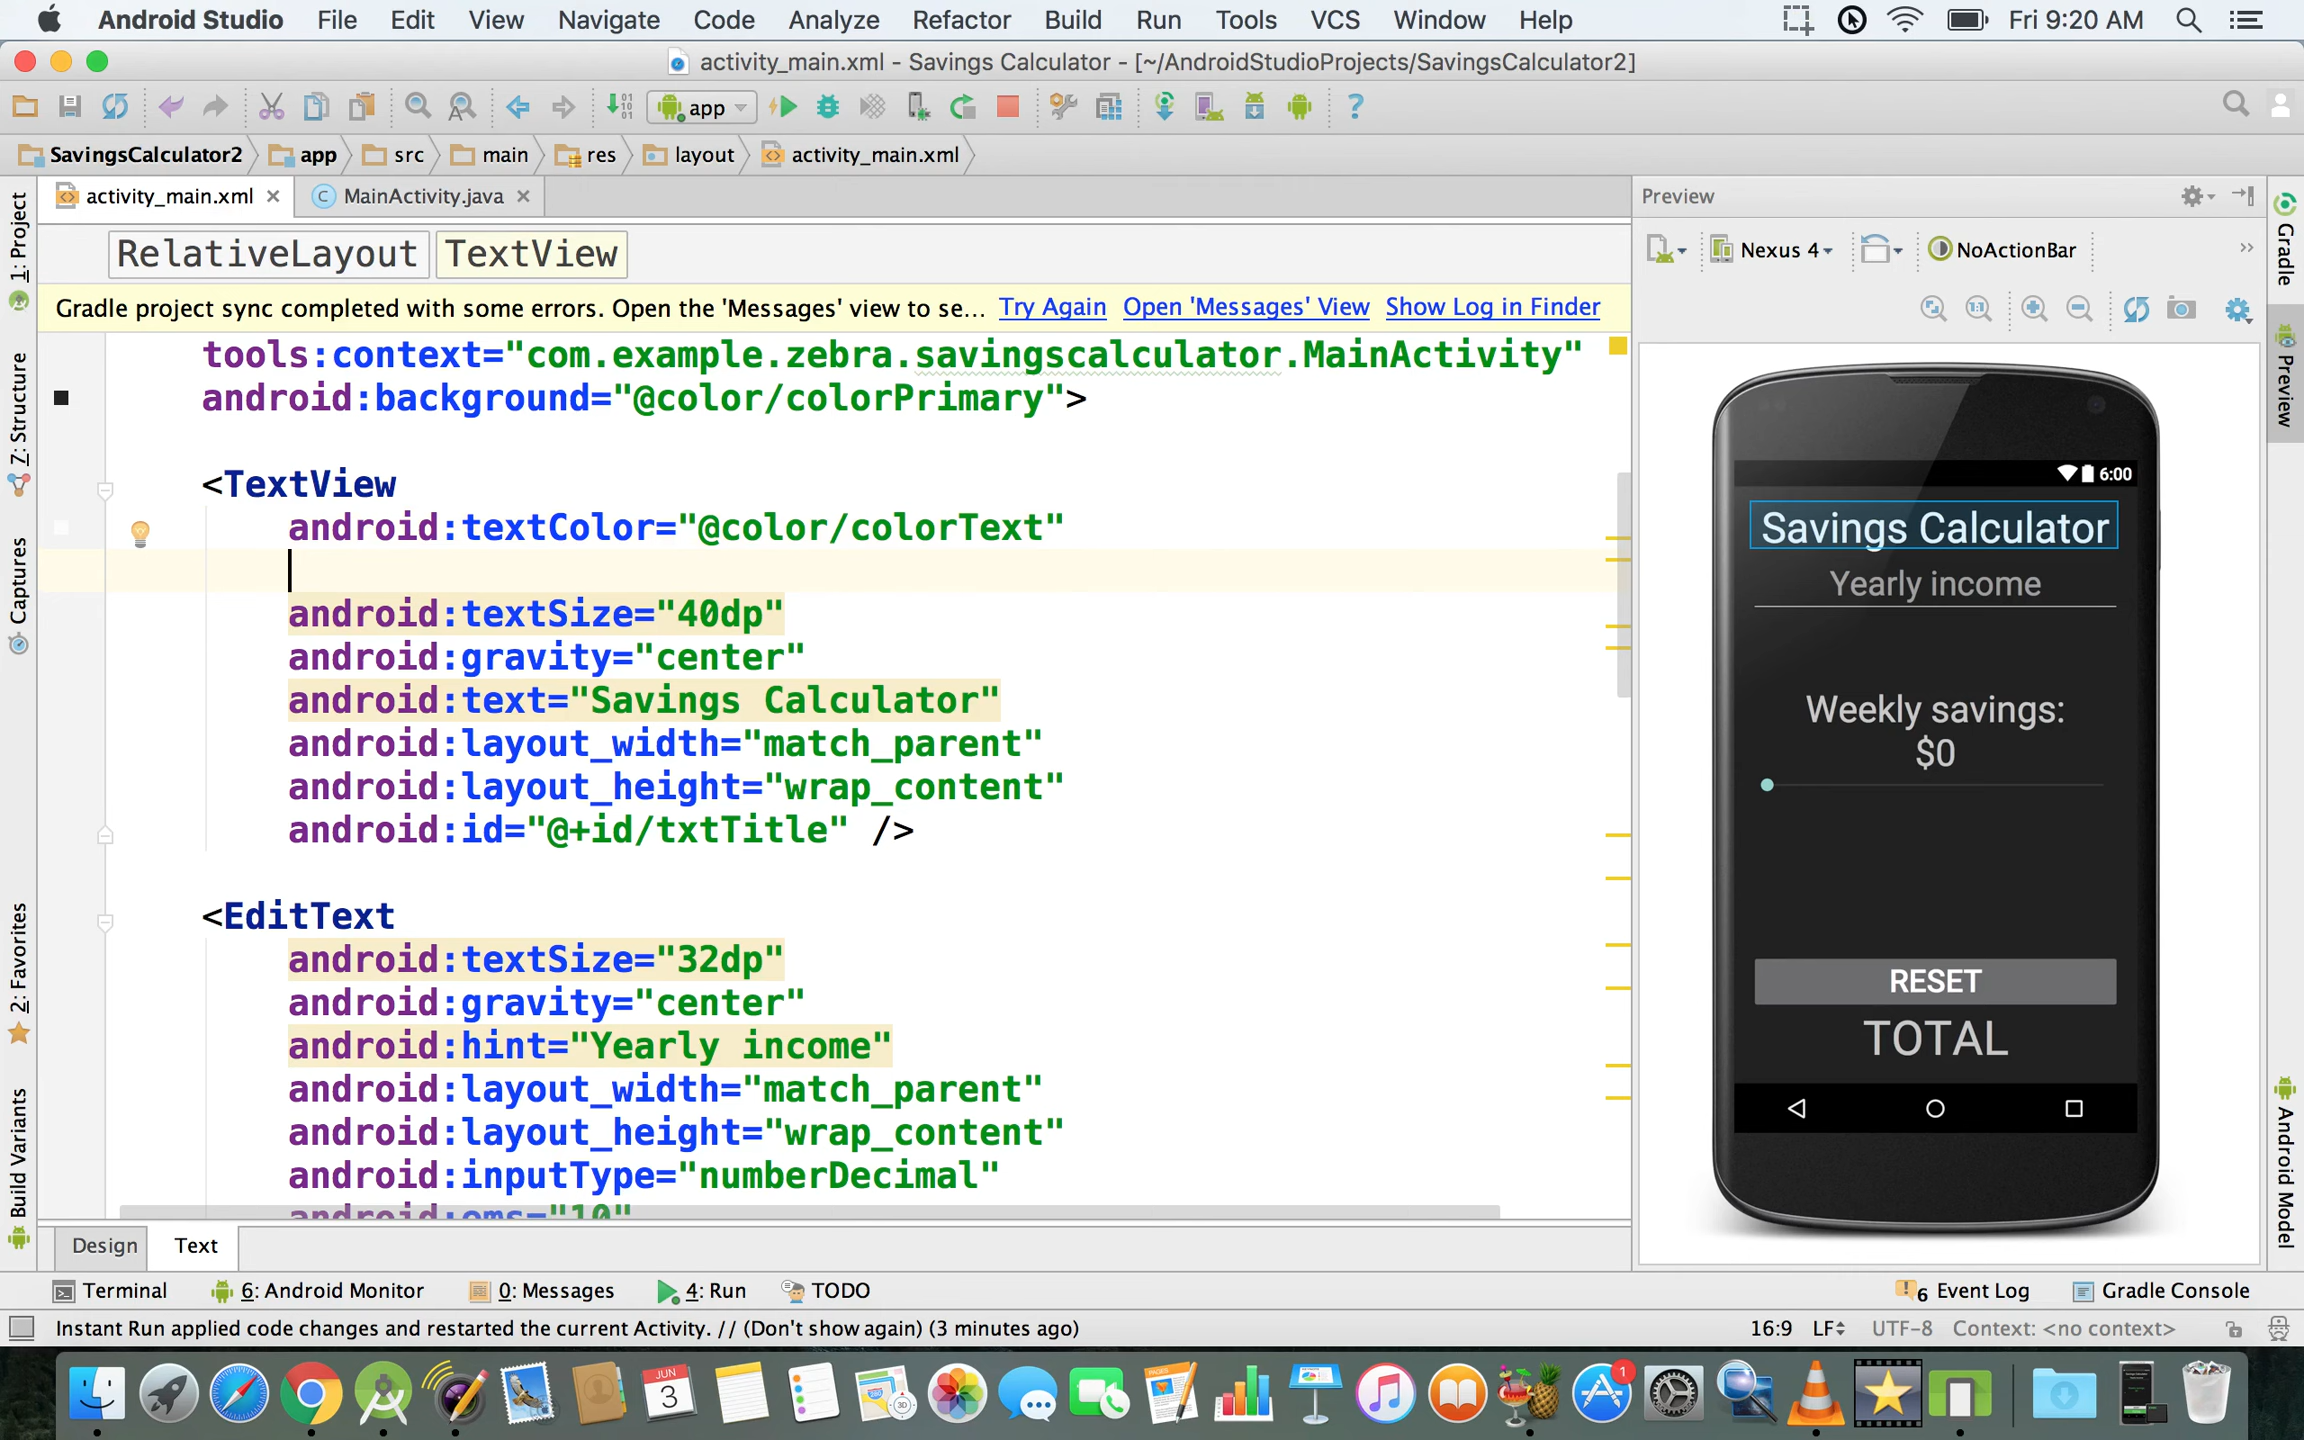 Android Studio File Edit View Navigate Code Analyze Refactor Build Run Tools VCS Window Help Fri 9:20 AM
activity_main.xml - Savings Calculator - [~/AndroidStudioProjects/SavingsCalculator2]
app
SavingsCalculator2 app src main res layout activity_main.xml
activity_main.xml MainActivity.java
Preview
RelativeLayout TextView
Nexus 4 NoActionBar
Gradle project sync completed with some errors. Open the 'Messages' view to se... Try Again Open 'Messages' View Show Log in Finder
tools:context="com.example.zebra.savingscalculator.MainActivity"
android:background="@color/colorPrimary">
<TextView
android:textColor="@color/colorText"
android:textSize="40dp"
android:gravity="center"
android:text="Savings Calculator"
android:layout_width="match_parent"
android:layout_height="wrap_content"
android:id="@+id/txtTitle" />
<EditText
android:textSize="32dp"
android:gravity="center"
android:hint="Yearly income"
android:layout_width="match_parent"
android:layout_height="wrap_content"
android:inputType="numberDecimal"
android:ems="10"
1: Project
7: Structure
Captures
2: Favorites
Build Variants
6:00
Savings Calculator
Yearly income
Weekly savings:
$0
RESET
TOTAL
Gradle
Preview
Android Model
Design Text
Terminal 6: Android Monitor 0: Messages 4: Run TODO 6 Event Log Gradle Console
Instant Run applied code changes and restarted the current Activity. // (Don't show again) (3 minutes ago) 16:9 LF UTF-8 Context: <no context>
JUN
3
1